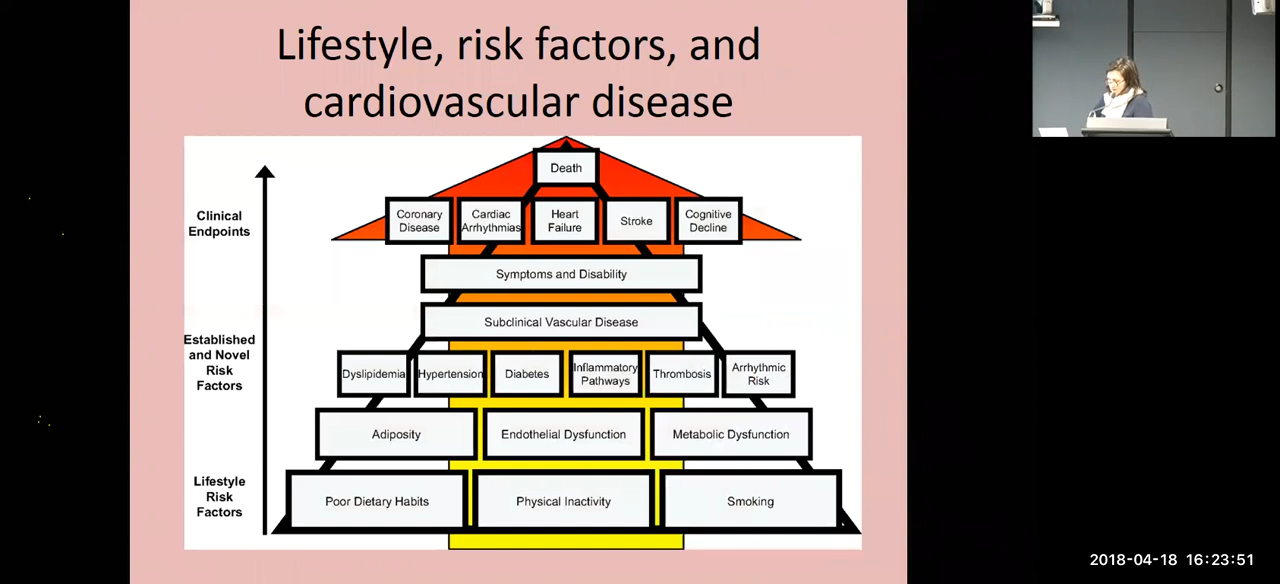 Lifestyle, risk factors, and
cardiovascular disease
Death
Clinical
Endpoints
Coronary
Disease
Cardiac
Arrhythmias
Heart
Failure
Stroke
Cognitive
Decline
Symptoms and Disability
Subclinical Vascular Disease
Established
and Novel
Risk
Factors
Dyslipidemia
Hypertension
Diabetes
Inflammatory
Pathways
Thrombosis
Arrhythmic
Risk
Adiposity
Endothelial Dysfunction
Metabolic Dysfunction
Lifestyle
Risk
Factors
Poor Dietary Habits
Physical Inactivity
Smoking
2018-04-18 16:23:51